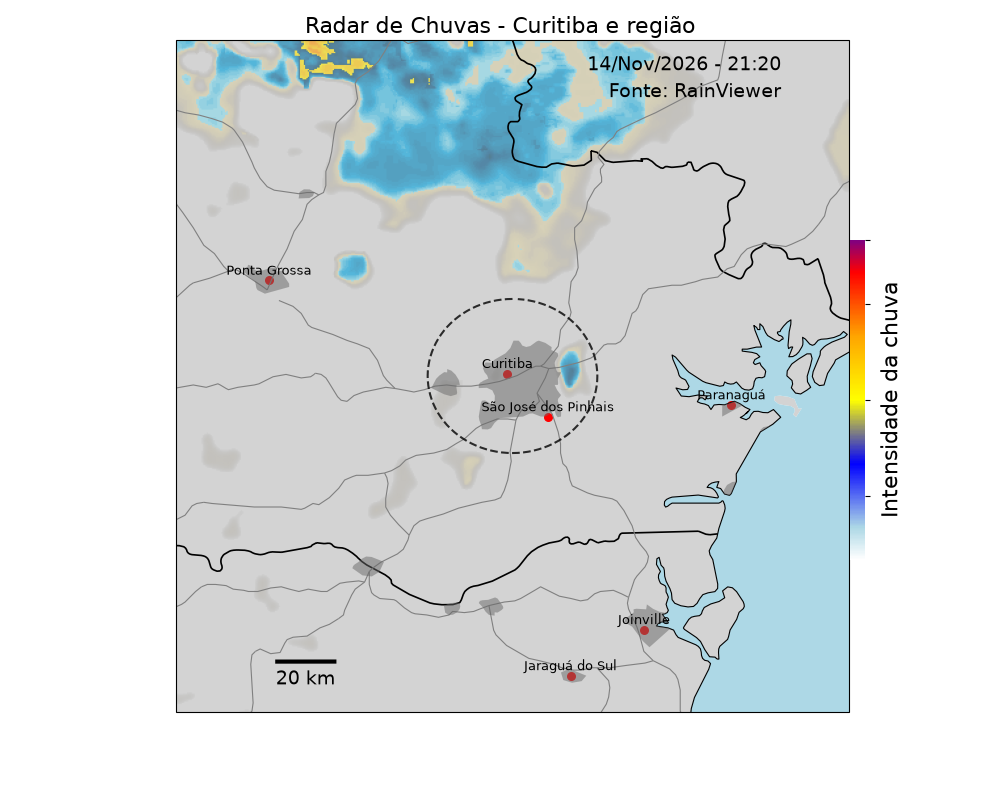 Radar de Chuvas - Curitiba e região
14/Nov/2026 - 21:20
Fonte: RainViewer
Ponta Grossa
Curitiba
São José dos Pinhais
Paranaguá
Intensidade da chuva
Joinville
Jaraguá do Sul
20 km